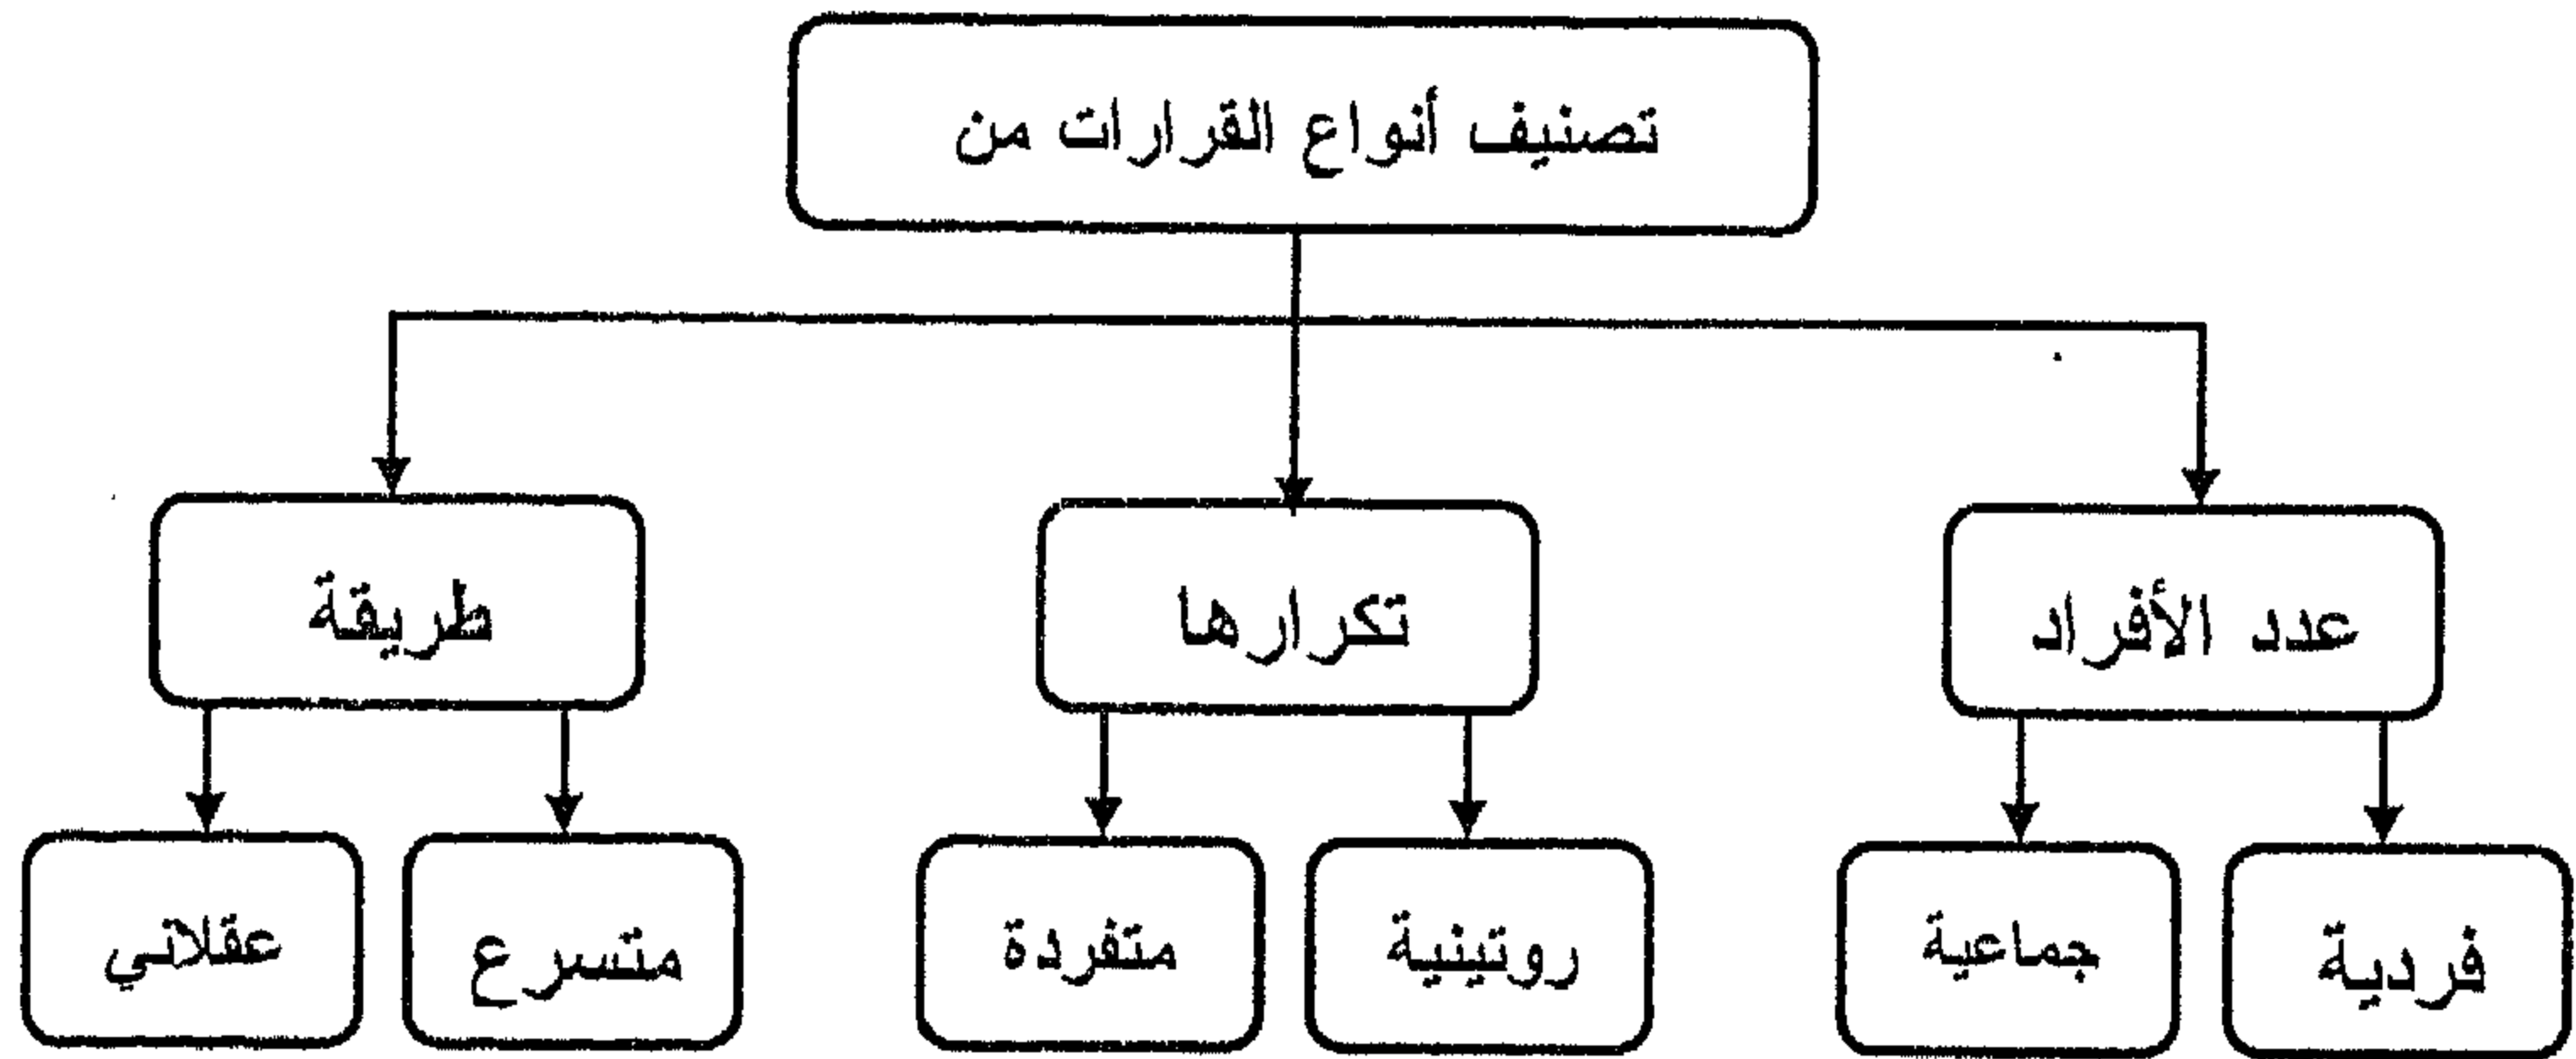 تصنيف أنواع القرارات من
عدد الأفراد
تكرارها
طريقة
فردية
جماعية
روتينية
متفردة
متسرع
عقلاني